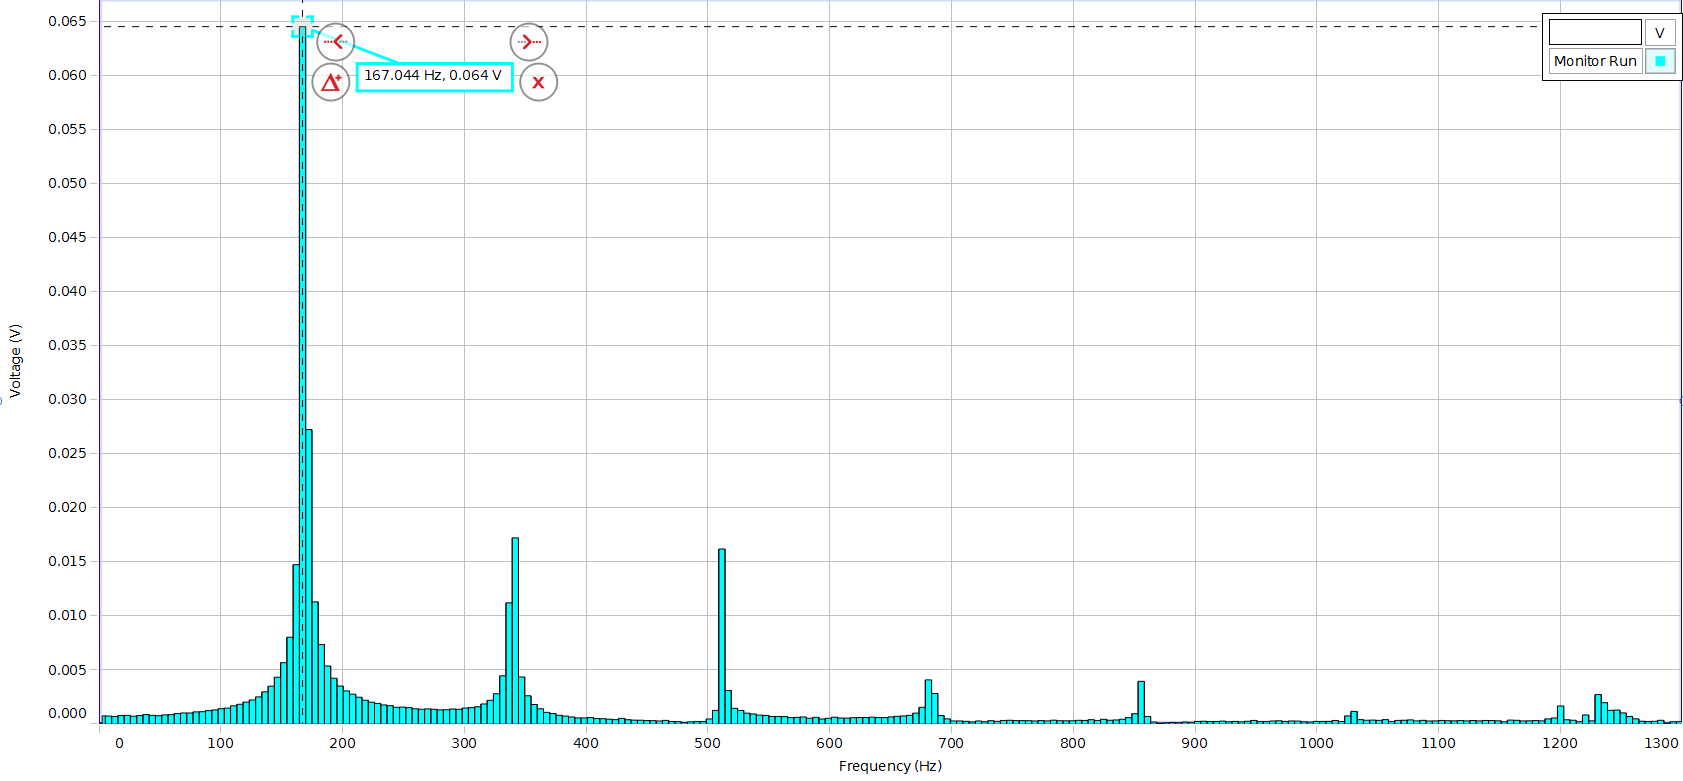 0.065
0.060
0.055
0.050
0.045
0.040
0.035
0.030
0.025
0.020
0.015
0.010
0.005
0.000
Voltage (V)
167.044 Hz, 0.064 V
Δ+
x
V
Monitor Run
0 100 200 300 400 500 600 700 800 900 1000 1100 1200 1300
Frequency (Hz)